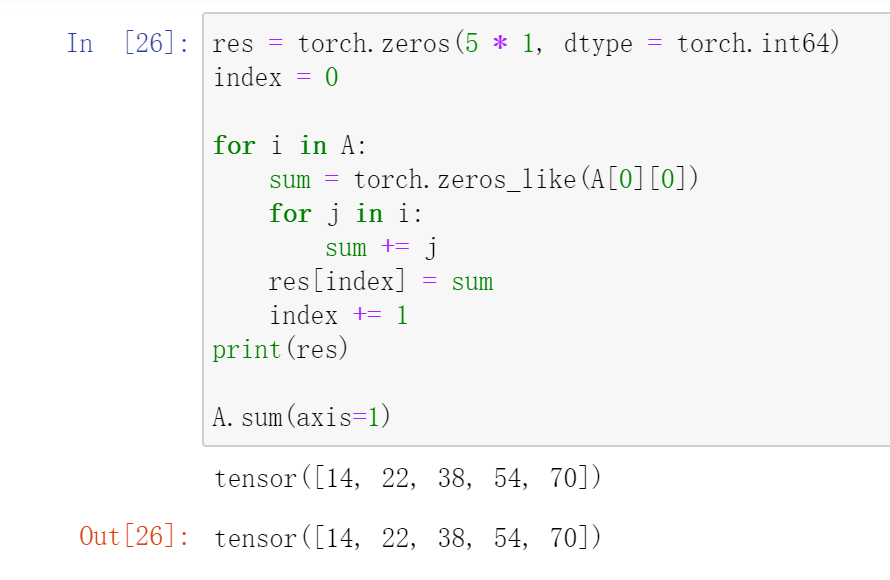 In [26]: res = torch.zeros(5 * 1, dtype = torch.int64)
index = 0
for i in A:
    sum = torch.zeros_like(A[0][0])
    for j in i:
        sum += j
    res[index] = sum
    index += 1
print(res)
A.sum(axis=1)
tensor([14, 22, 38, 54, 70])
Out[26]: tensor([14, 22, 38, 54, 70])